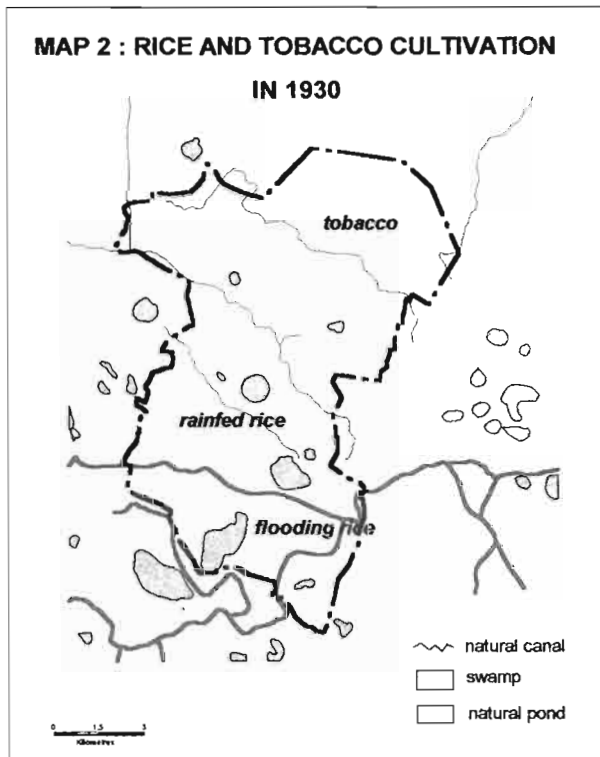 MAP 2 : RICE AND TOBACCO CULTIVATION
IN 1930
tobacco
rainfed rice
flooding rice
natural canal
swamp
natural pond
0 1,5 3
Kilometres